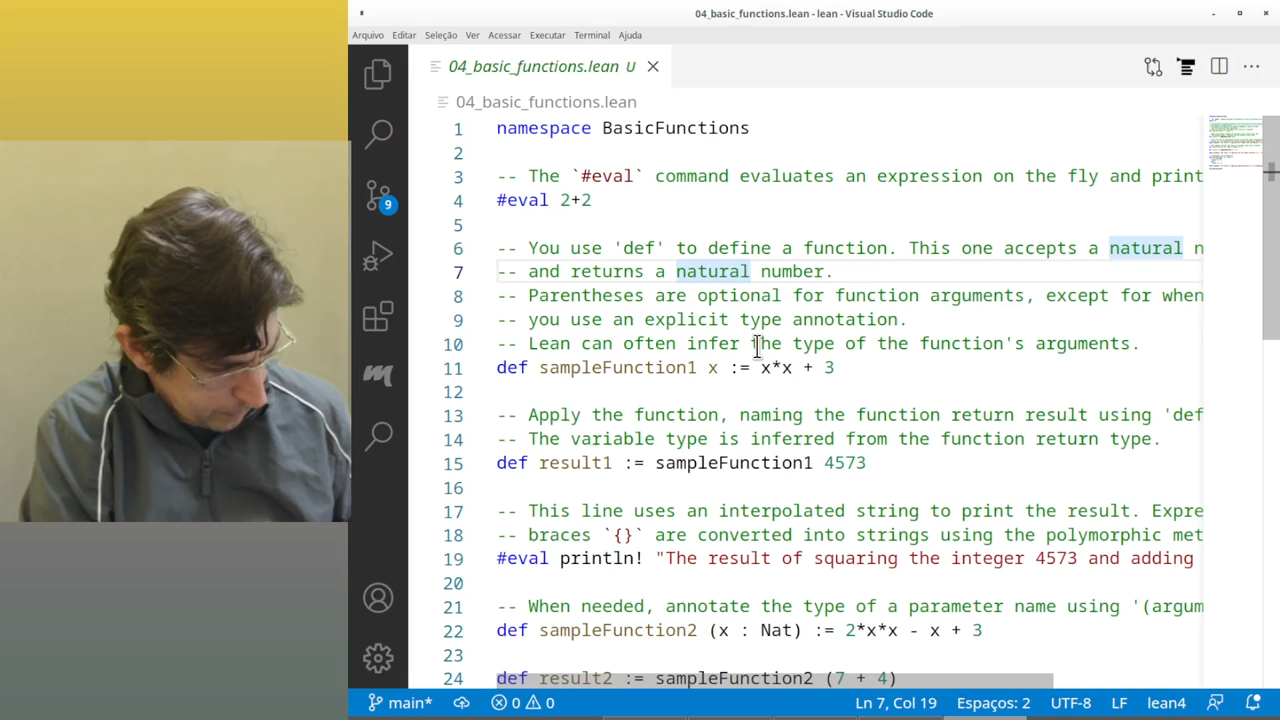 04_basic_functions.lean - lean - Visual Studio Code
Arquivo Editar Seleção Ver Acessar Executar Terminal Ajuda
04_basic_functions.lean U
04_basic_functions.lean
1 namespace BasicFunctions
2
3 -- The `#eval` command evaluates an expression on the fly and print
4 #eval 2+2
5
6 -- You use 'def' to define a function. This one accepts a natural n
7 -- and returns a natural number.
8 -- Parentheses are optional for function arguments, except for when
9 -- you use an explicit type annotation.
10 -- Lean can often infer the type of the function's arguments.
11 def sampleFunction1 x := x*x + 3
12
13 -- Apply the function, naming the function return result using 'def
14 -- The variable type is inferred from the function return type.
15 def result1 := sampleFunction1 4573
16
17 -- This line uses an interpolated string to print the result. Expre
18 -- braces `{}` are converted into strings using the polymorphic met
19 #eval println! "The result of squaring the integer 4573 and adding
20
21 -- When needed, annotate the type of a parameter name using '(argum
22 def sampleFunction2 (x : Nat) := 2*x*x - x + 3
23
24 def result2 := sampleFunction2 (7 + 4)
9
main* 0 0 Ln 7, Col 19 Espaços: 2 UTF-8 LF lean4